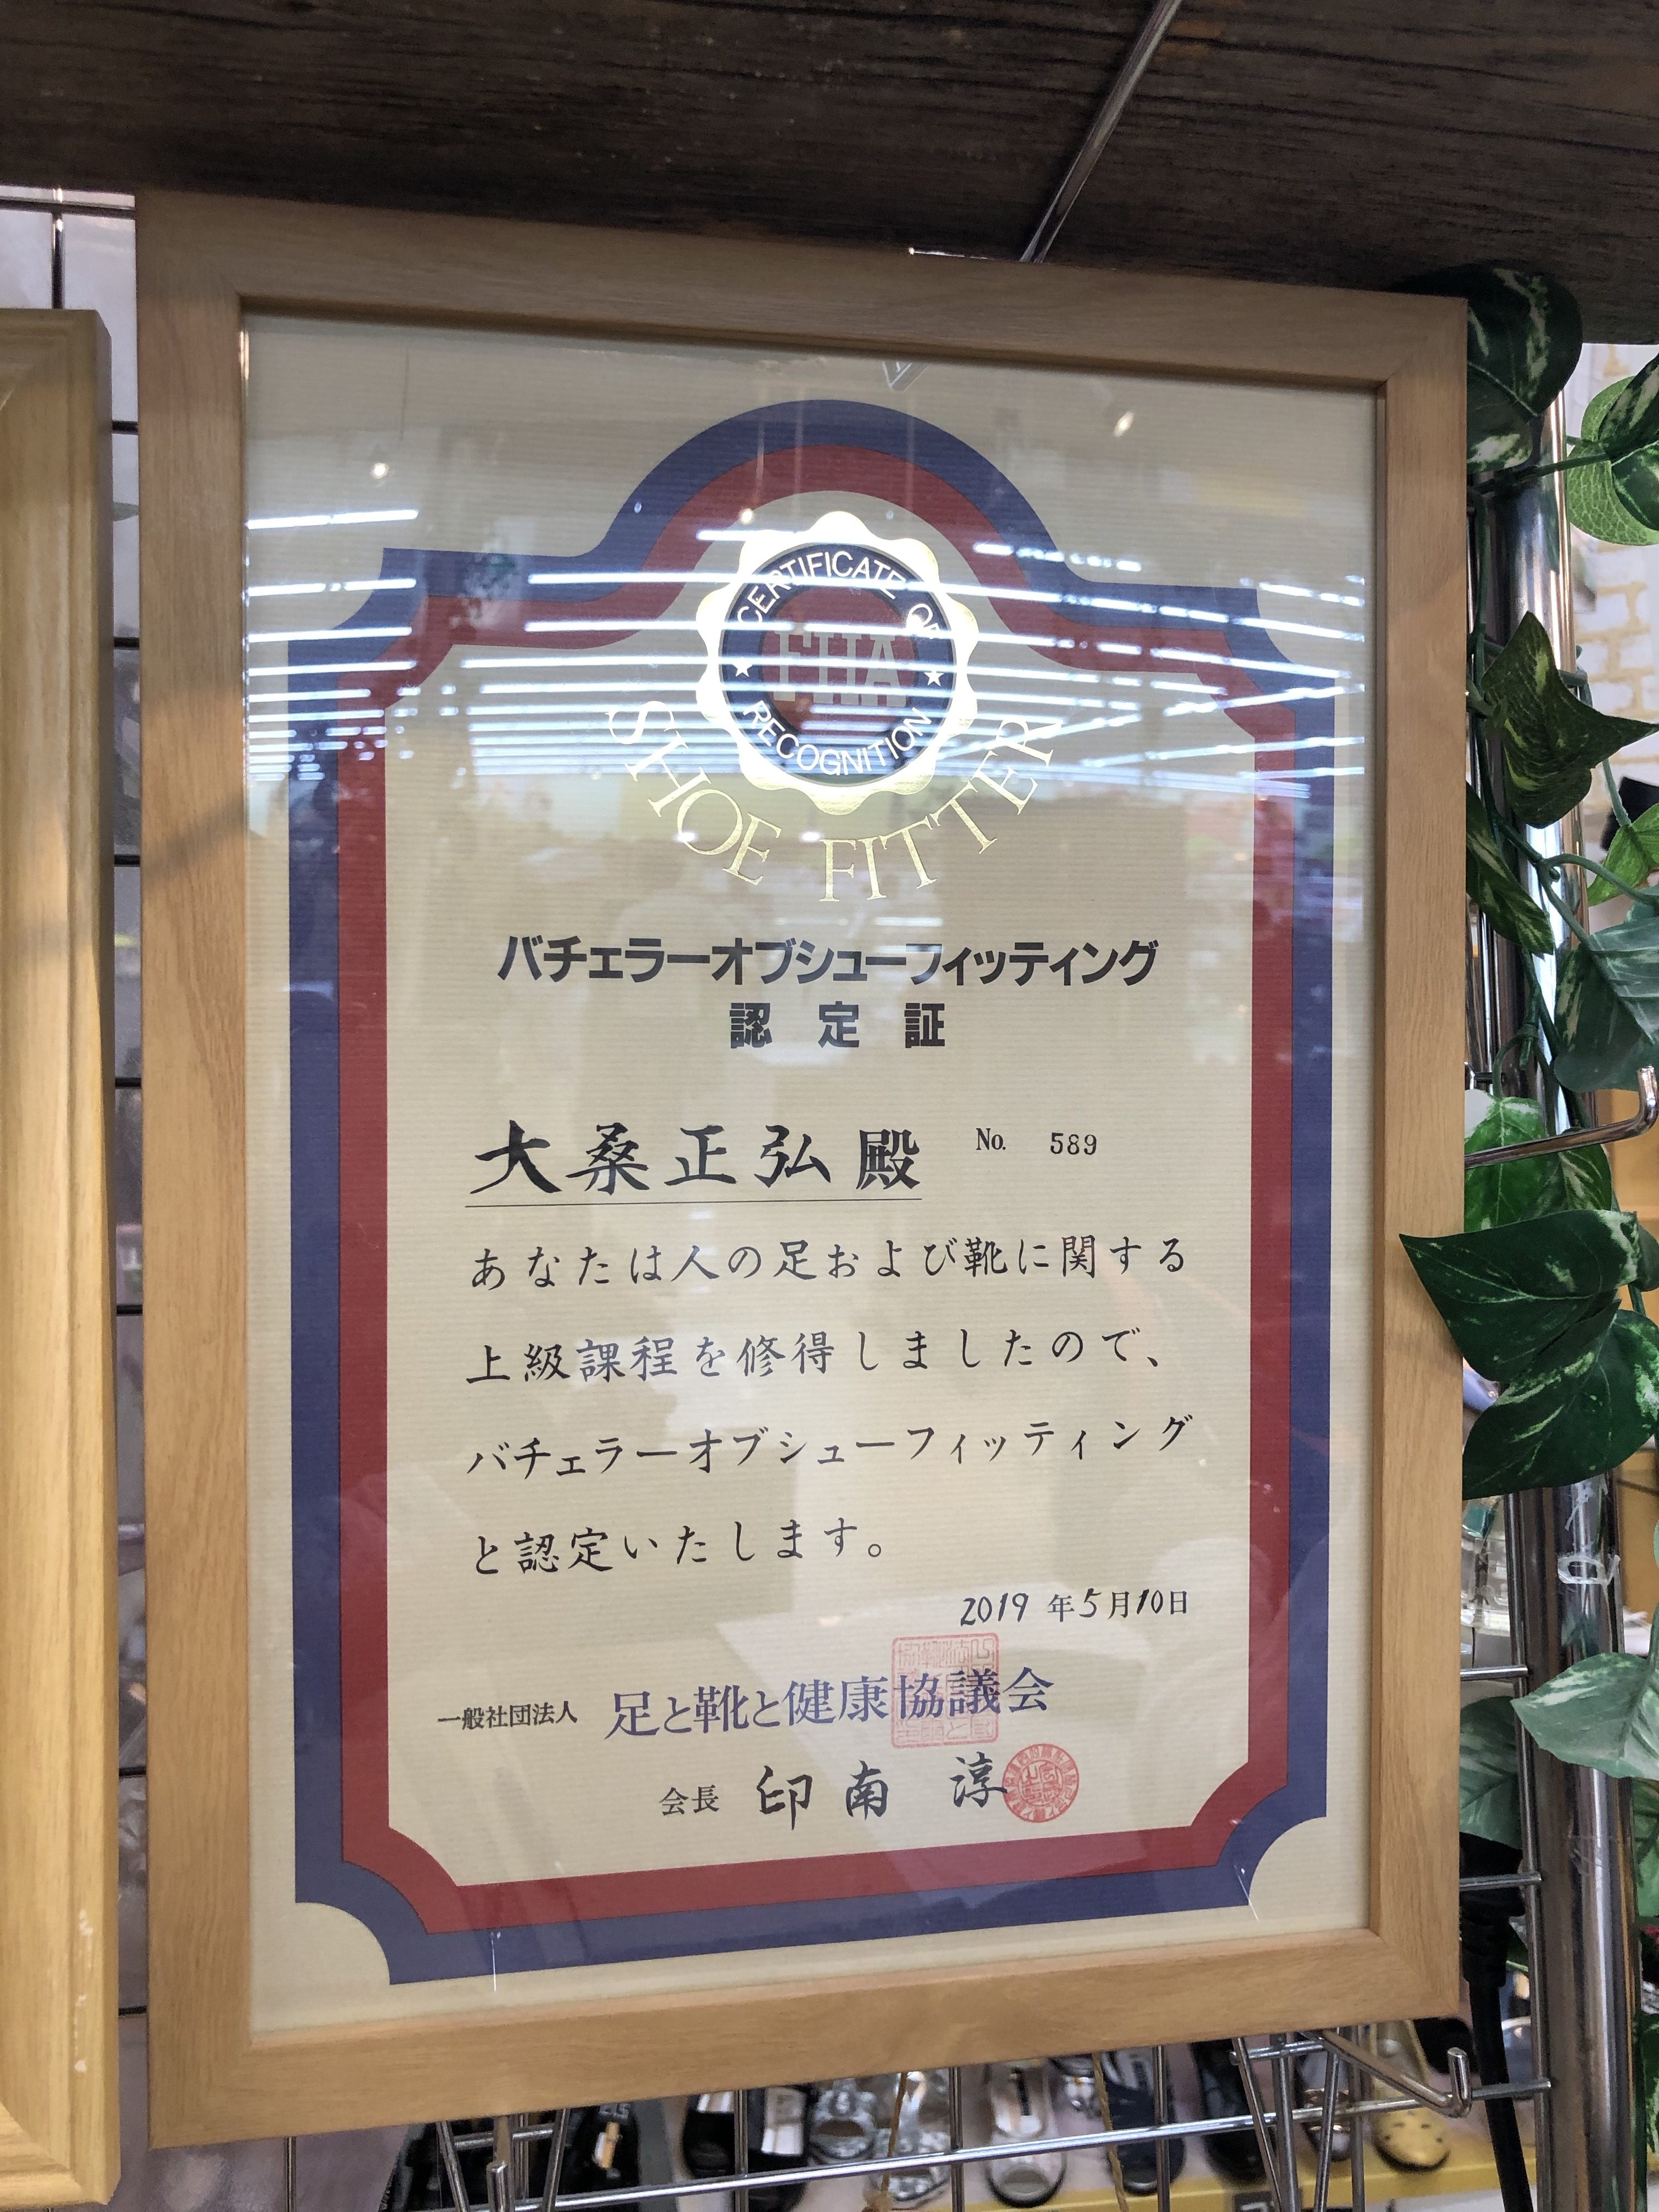 CERTIFICATE OF
FHA
RECOGNITION
SHOE FITTER
バチェラーオブシューフィッティング
認定証
大桑正弘殿 No. 589
あなたは人の足および靴に関する
上級課程を修得しましたので、
バチェラーオブシューフィッティング
と認定いたします。
2019年5月10日
一般社団法人 足と靴と健康協議会
会長 印南 淳